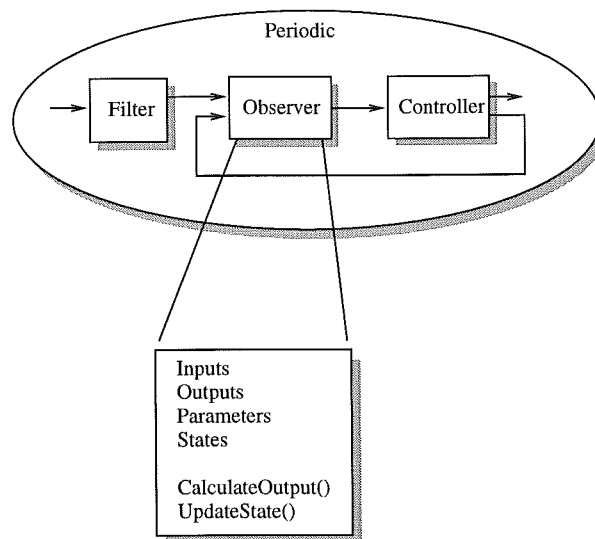 Periodic
Filter
Observer
Controller
Inputs
Outputs
Parameters
States
CalculateOutput()
UpdateState()